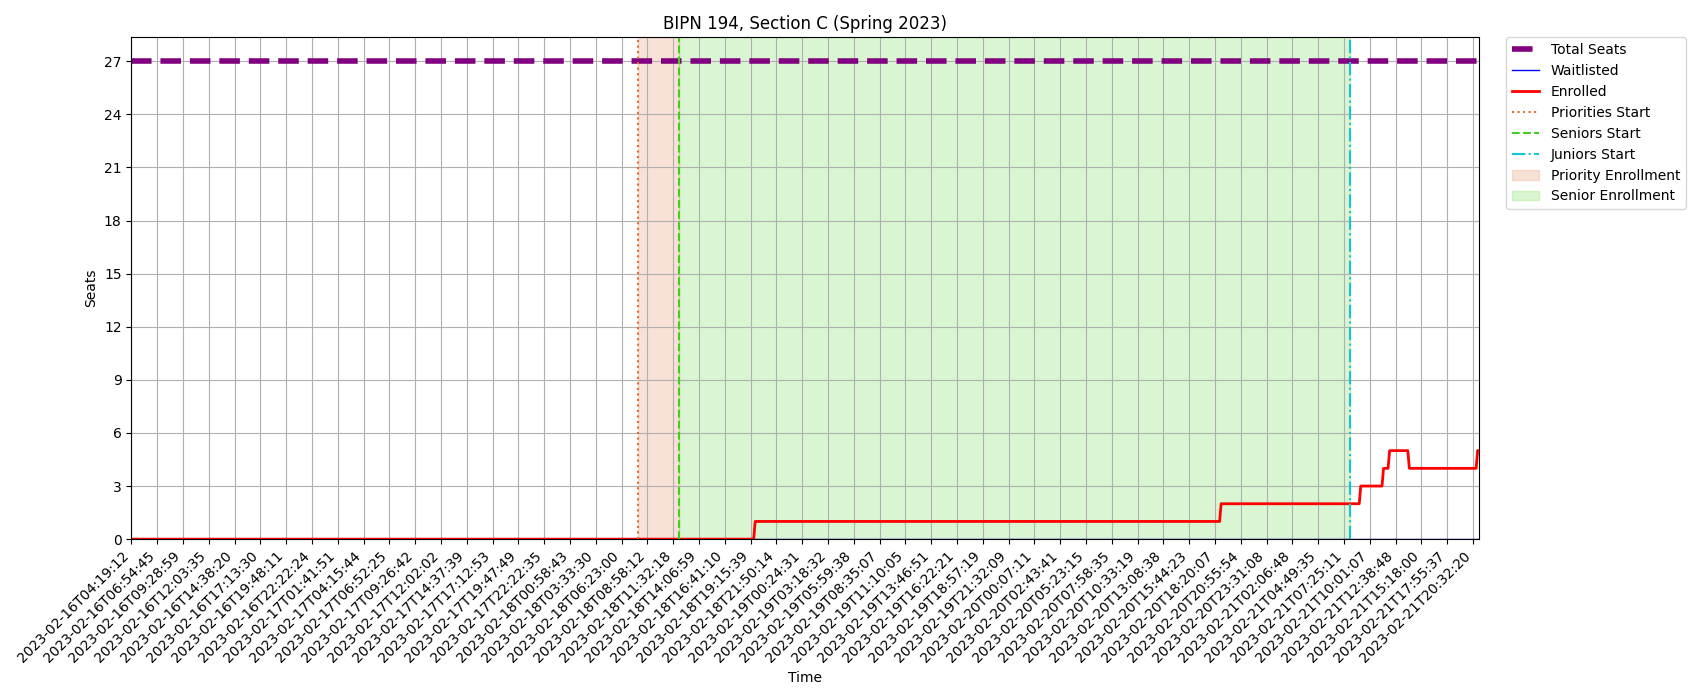 BIPN 194, Section C (Spring 2023)
Seats
27
24
21
18
15
12
9
6
3
0
Total Seats
Waitlisted
Enrolled
Priorities Start
Seniors Start
Juniors Start
Priority Enrollment
Senior Enrollment
2023-02-16T04:19:12
2023-02-16T06:54:45
2023-02-16T09:28:59
2023-02-16T12:03:35
2023-02-16T14:38:20
2023-02-16T17:13:30
2023-02-16T19:48:11
2023-02-16T22:22:24
2023-02-17T01:41:51
2023-02-17T04:15:44
2023-02-17T06:52:25
2023-02-17T09:26:42
2023-02-17T12:02:02
2023-02-17T14:37:39
2023-02-17T17:12:53
2023-02-17T19:47:49
2023-02-17T22:22:35
2023-02-18T00:58:43
2023-02-18T03:33:30
2023-02-18T06:23:00
2023-02-18T08:58:12
2023-02-18T11:32:18
2023-02-18T14:06:59
2023-02-18T16:41:10
2023-02-18T19:15:39
2023-02-18T21:50:14
2023-02-19T00:24:31
2023-02-19T03:18:32
2023-02-19T05:59:38
2023-02-19T08:35:07
2023-02-19T11:10:05
2023-02-19T13:46:51
2023-02-19T16:22:21
2023-02-19T18:57:19
2023-02-19T21:32:09
2023-02-20T00:07:11
2023-02-20T02:43:41
2023-02-20T05:23:15
2023-02-20T07:58:35
2023-02-20T10:33:19
2023-02-20T13:08:38
2023-02-20T15:44:23
2023-02-20T18:20:07
2023-02-20T20:55:54
2023-02-20T23:31:08
2023-02-21T02:06:48
2023-02-21T04:49:35
2023-02-21T07:25:11
2023-02-21T10:01:07
2023-02-21T12:38:48
2023-02-21T15:18:00
2023-02-21T17:55:37
2023-02-21T20:32:20
Time